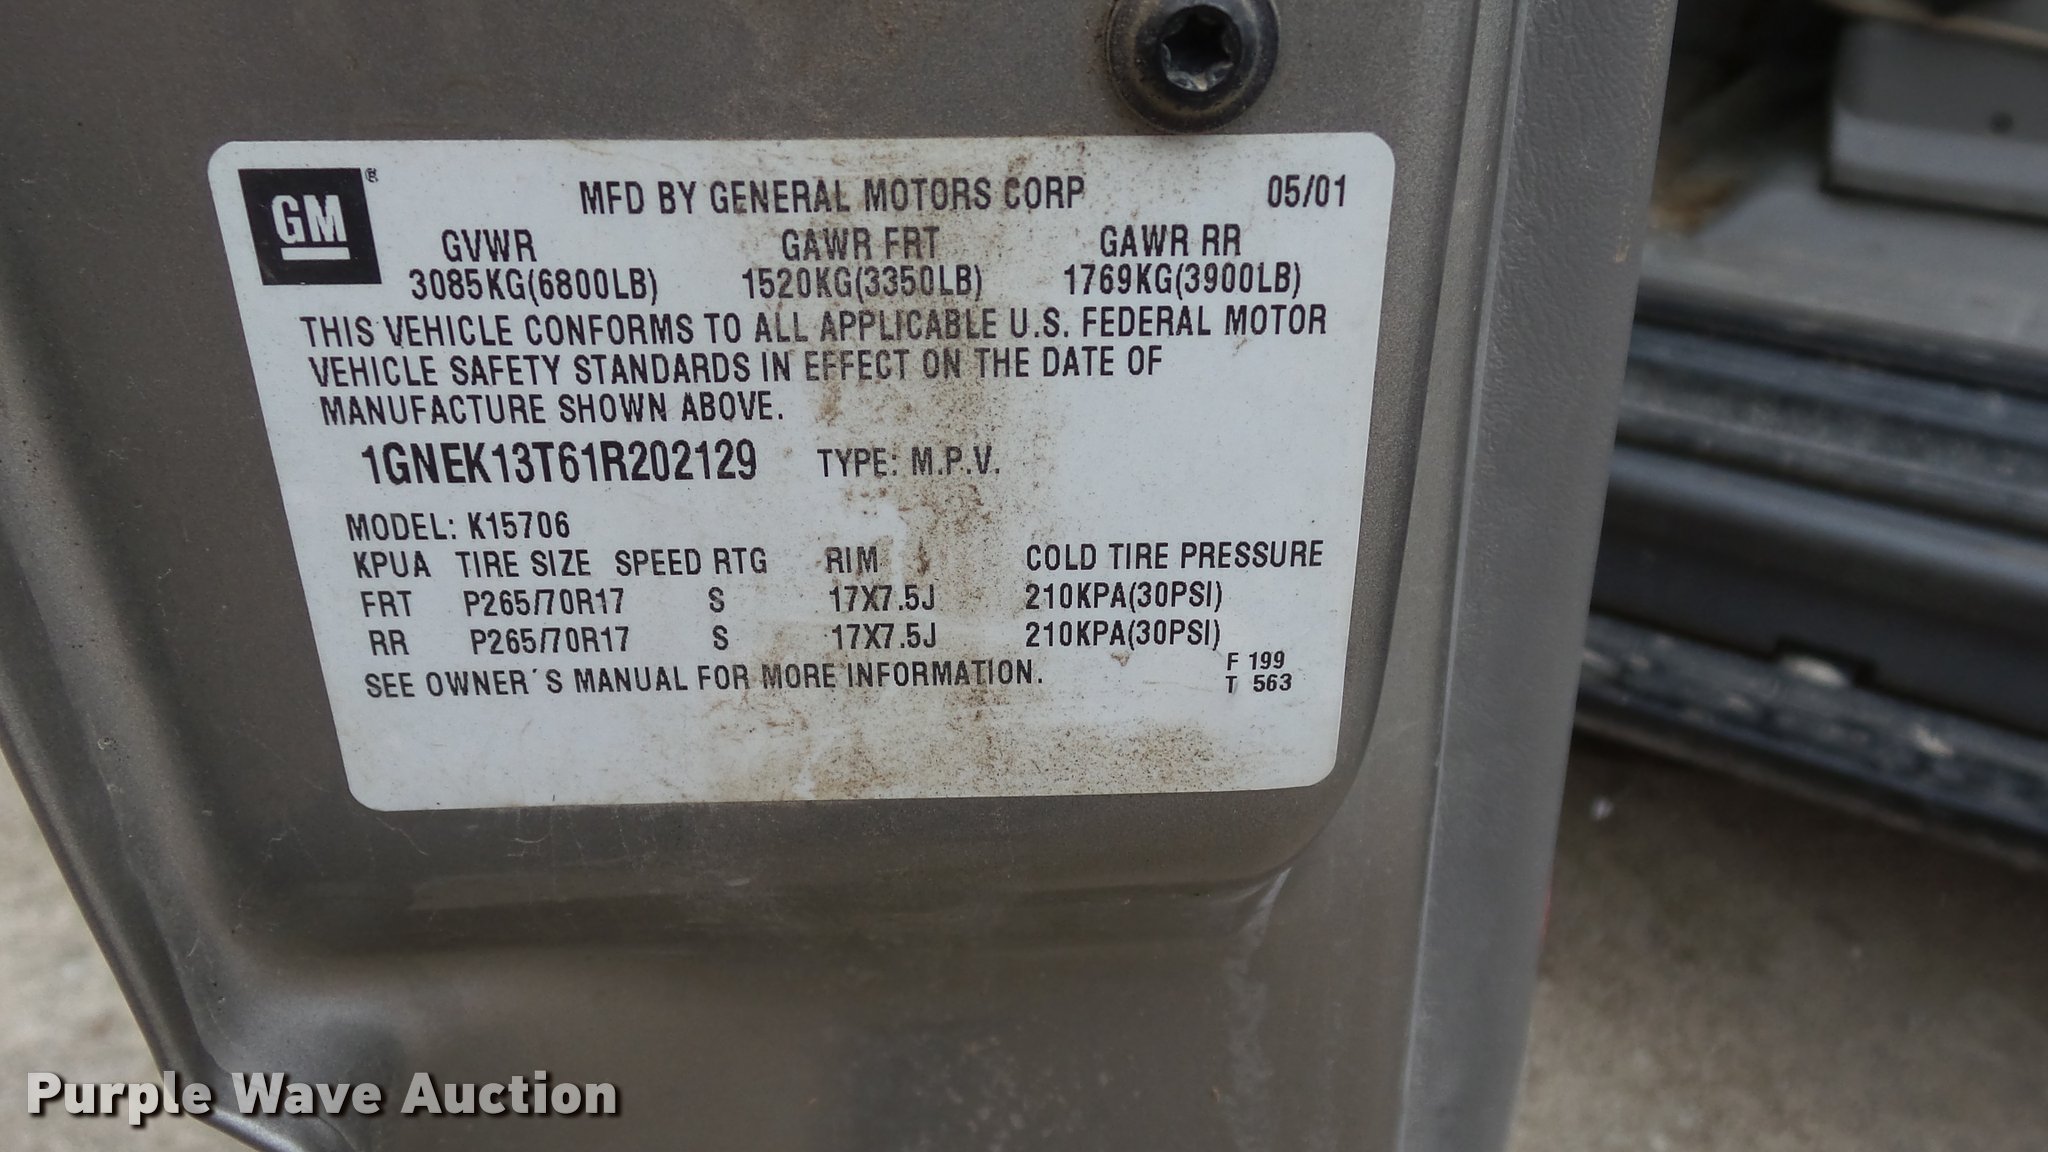 GM ®
MFD BY GENERAL MOTORS CORP 05/01
GVWR GAWR FRT GAWR RR
3085KG(6800LB) 1520KG(3350LB) 1769KG(3900LB)
THIS VEHICLE CONFORMS TO ALL APPLICABLE U.S. FEDERAL MOTOR
VEHICLE SAFETY STANDARDS IN EFFECT ON THE DATE OF
MANUFACTURE SHOWN ABOVE.
1GNEK13T61R202129 TYPE: M.P.V.
MODEL: K15706
KPUA TIRE SIZE SPEED RTG RIM COLD TIRE PRESSURE
FRT P265/70R17 S 17X7.5J 210KPA(30PSI)
RR P265/70R17 S 17X7.5J 210KPA(30PSI)
SEE OWNER´S MANUAL FOR MORE INFORMATION.
F 199
T 563
Purple Wave Auction